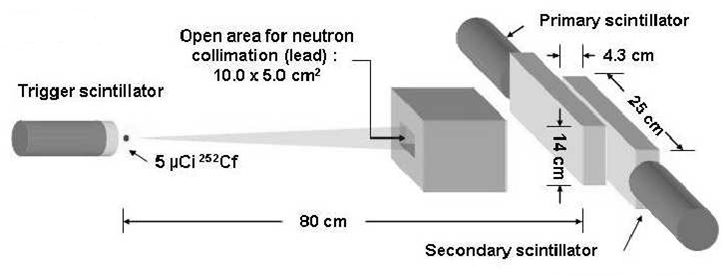 Primary scintillator
Open area for neutron
collimation (lead) :
10.0 x 5.0 cm²
4.3 cm
Trigger scintillator
25 cm
14 cm
5 μCi ²⁵²Cf
80 cm
Secondary scintillator